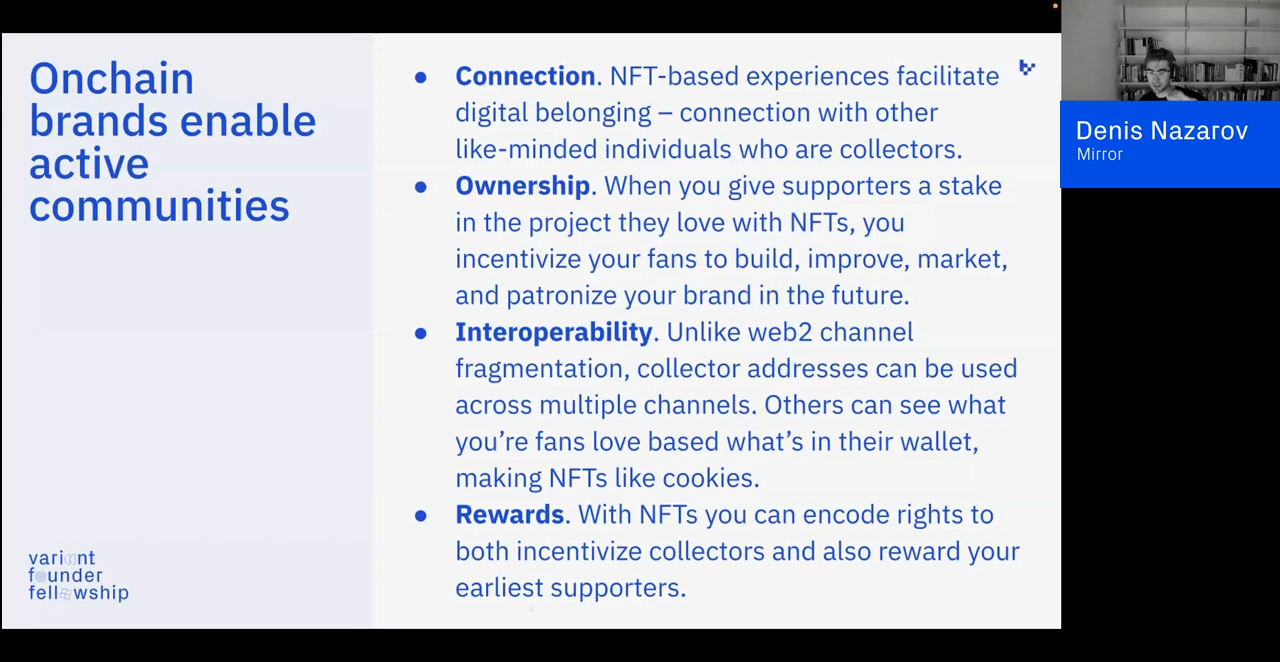 Onchain
brands enable
active
communities
● Connection. NFT-based experiences facilitate
digital belonging – connection with other
like-minded individuals who are collectors.
● Ownership. When you give supporters a stake
in the project they love with NFTs, you
incentivize your fans to build, improve, market,
and patronize your brand in the future.
● Interoperability. Unlike web2 channel
fragmentation, collector addresses can be used
across multiple channels. Others can see what
you’re fans love based what’s in their wallet,
making NFTs like cookies.
● Rewards. With NFTs you can encode rights to
both incentivize collectors and also reward your
earliest supporters.
variant
founder
fellowship
Denis Nazarov
Mirror